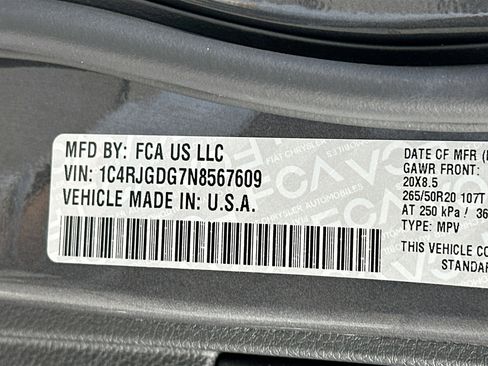 MFD BY: FCA US LLC
VIN: 1C4RJGDG7N8567609
VEHICLE MADE IN: U.S.A.
DATE OF MFR
GAWR FRONT:
20X8.5
265/50R20 107T
AT 250 kPa / 36
TYPE: MPV
THIS VEHICLE
STANDAR